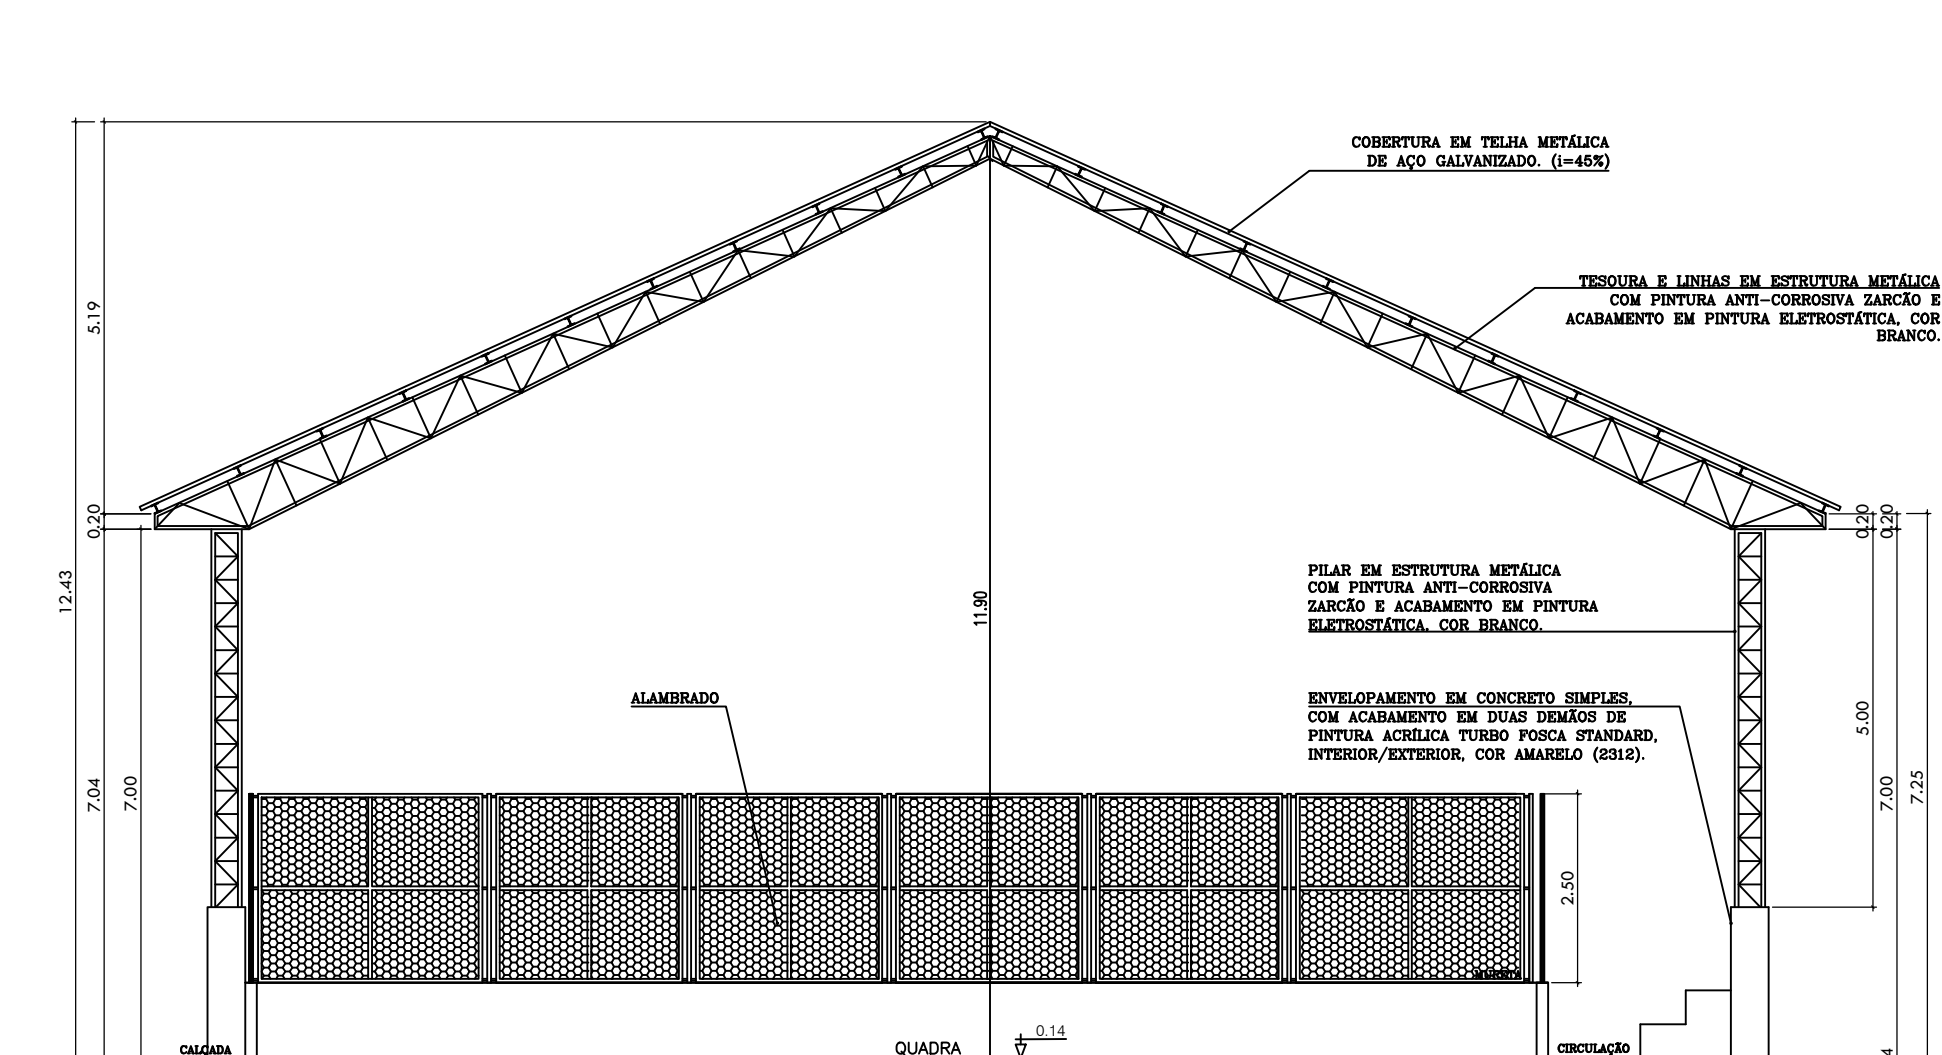 COBERTURA EM TELHA METÁLICA
DE AÇO GALVANIZADO. (i=45%)
TESOURA E LINHAS EM ESTRUTURA METÁLICA
COM PINTURA ANTI-CORROSIVA ZARCÃO E
ACABAMENTO EM PINTURA ELETROSTÁTICA, COR
BRANCO.
5.19
0.20
0.20
0.20
12.43
11.90
PILAR EM ESTRUTURA METÁLICA
COM PINTURA ANTI-CORROSIVA
ZARCÃO E ACABAMENTO EM PINTURA
ELETROSTÁTICA, COR BRANCO.
ALAMBRADO
ENVELOPAMENTO EM CONCRETO SIMPLES,
COM ACABAMENTO EM DUAS DEMÃOS DE
PINTURA ACRÍLICA TURBO FOSCA STANDARD,
INTERIOR/EXTERIOR, COR AMARELO (2312).
5.00
7.04
7.00
7.00
7.25
2.50
MURETA
0.14
QUADRA
CALÇADA
CIRCULAÇÃO